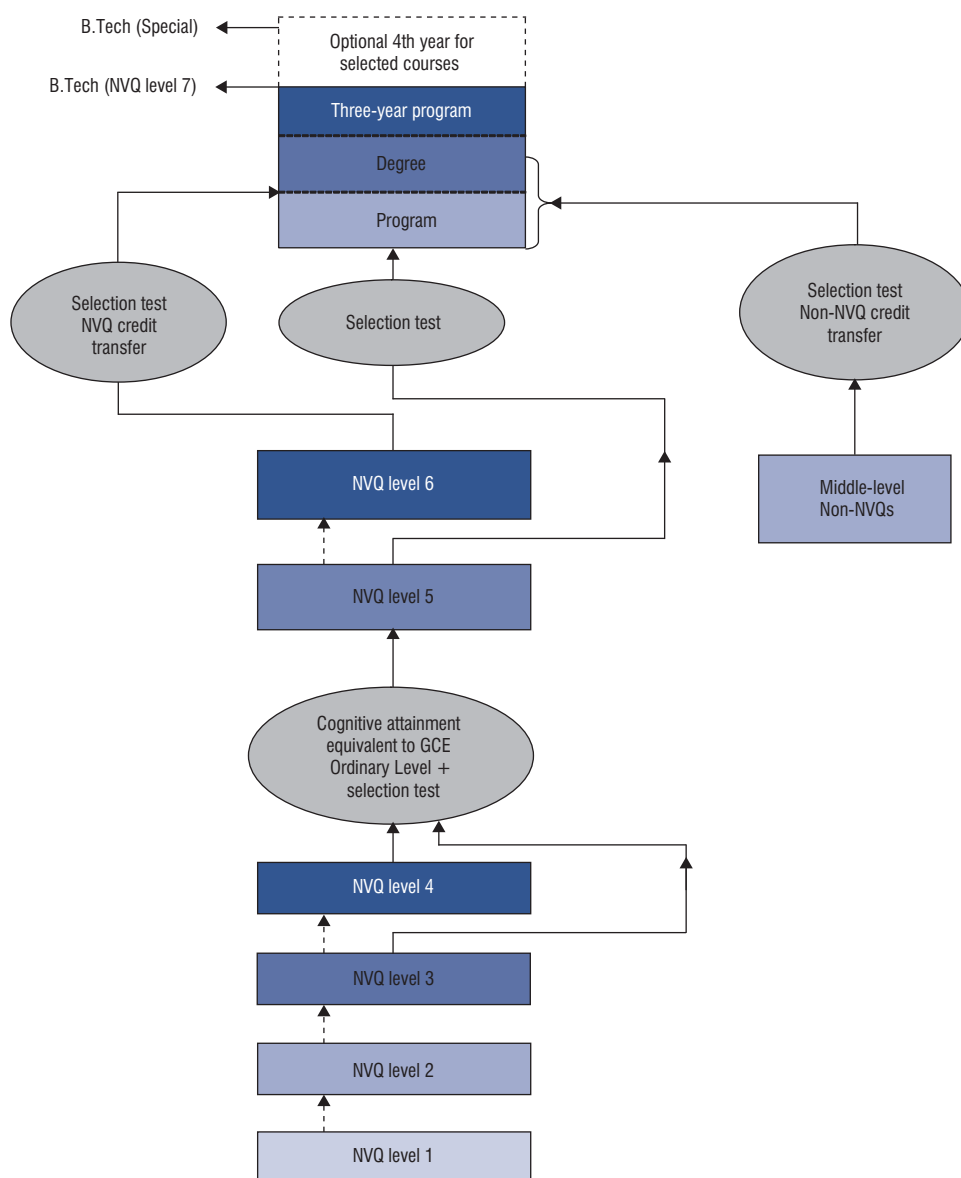 B.Tech (Special)
Optional 4th year for
selected courses
B.Tech (NVQ level 7)
Three-year program
Degree
Program
Selection test
NVQ credit
transfer
Selection test
Selection test
Non-NVQ credit
transfer
NVQ level 6
Middle-level
Non-NVQs
NVQ level 5
Cognitive attainment
equivalent to GCE
Ordinary Level +
selection test
NVQ level 4
NVQ level 3
NVQ level 2
NVQ level 1